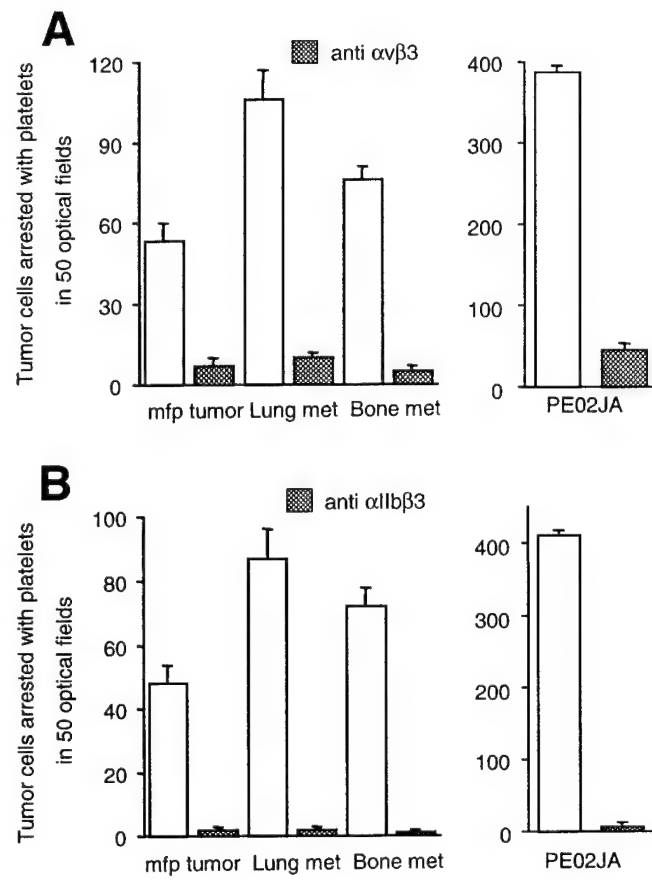 A
anti αvβ3
Tumor cells arrested with platelets
in 50 optical fields
120
90
60
30
0
mfp tumor Lung met Bone met
400
300
200
100
0
PE02JA
B
anti αIIbβ3
Tumor cells arrested with platelets
in 50 optical fields
100
80
60
40
20
0
mfp tumor Lung met Bone met
400
300
200
100
0
PE02JA